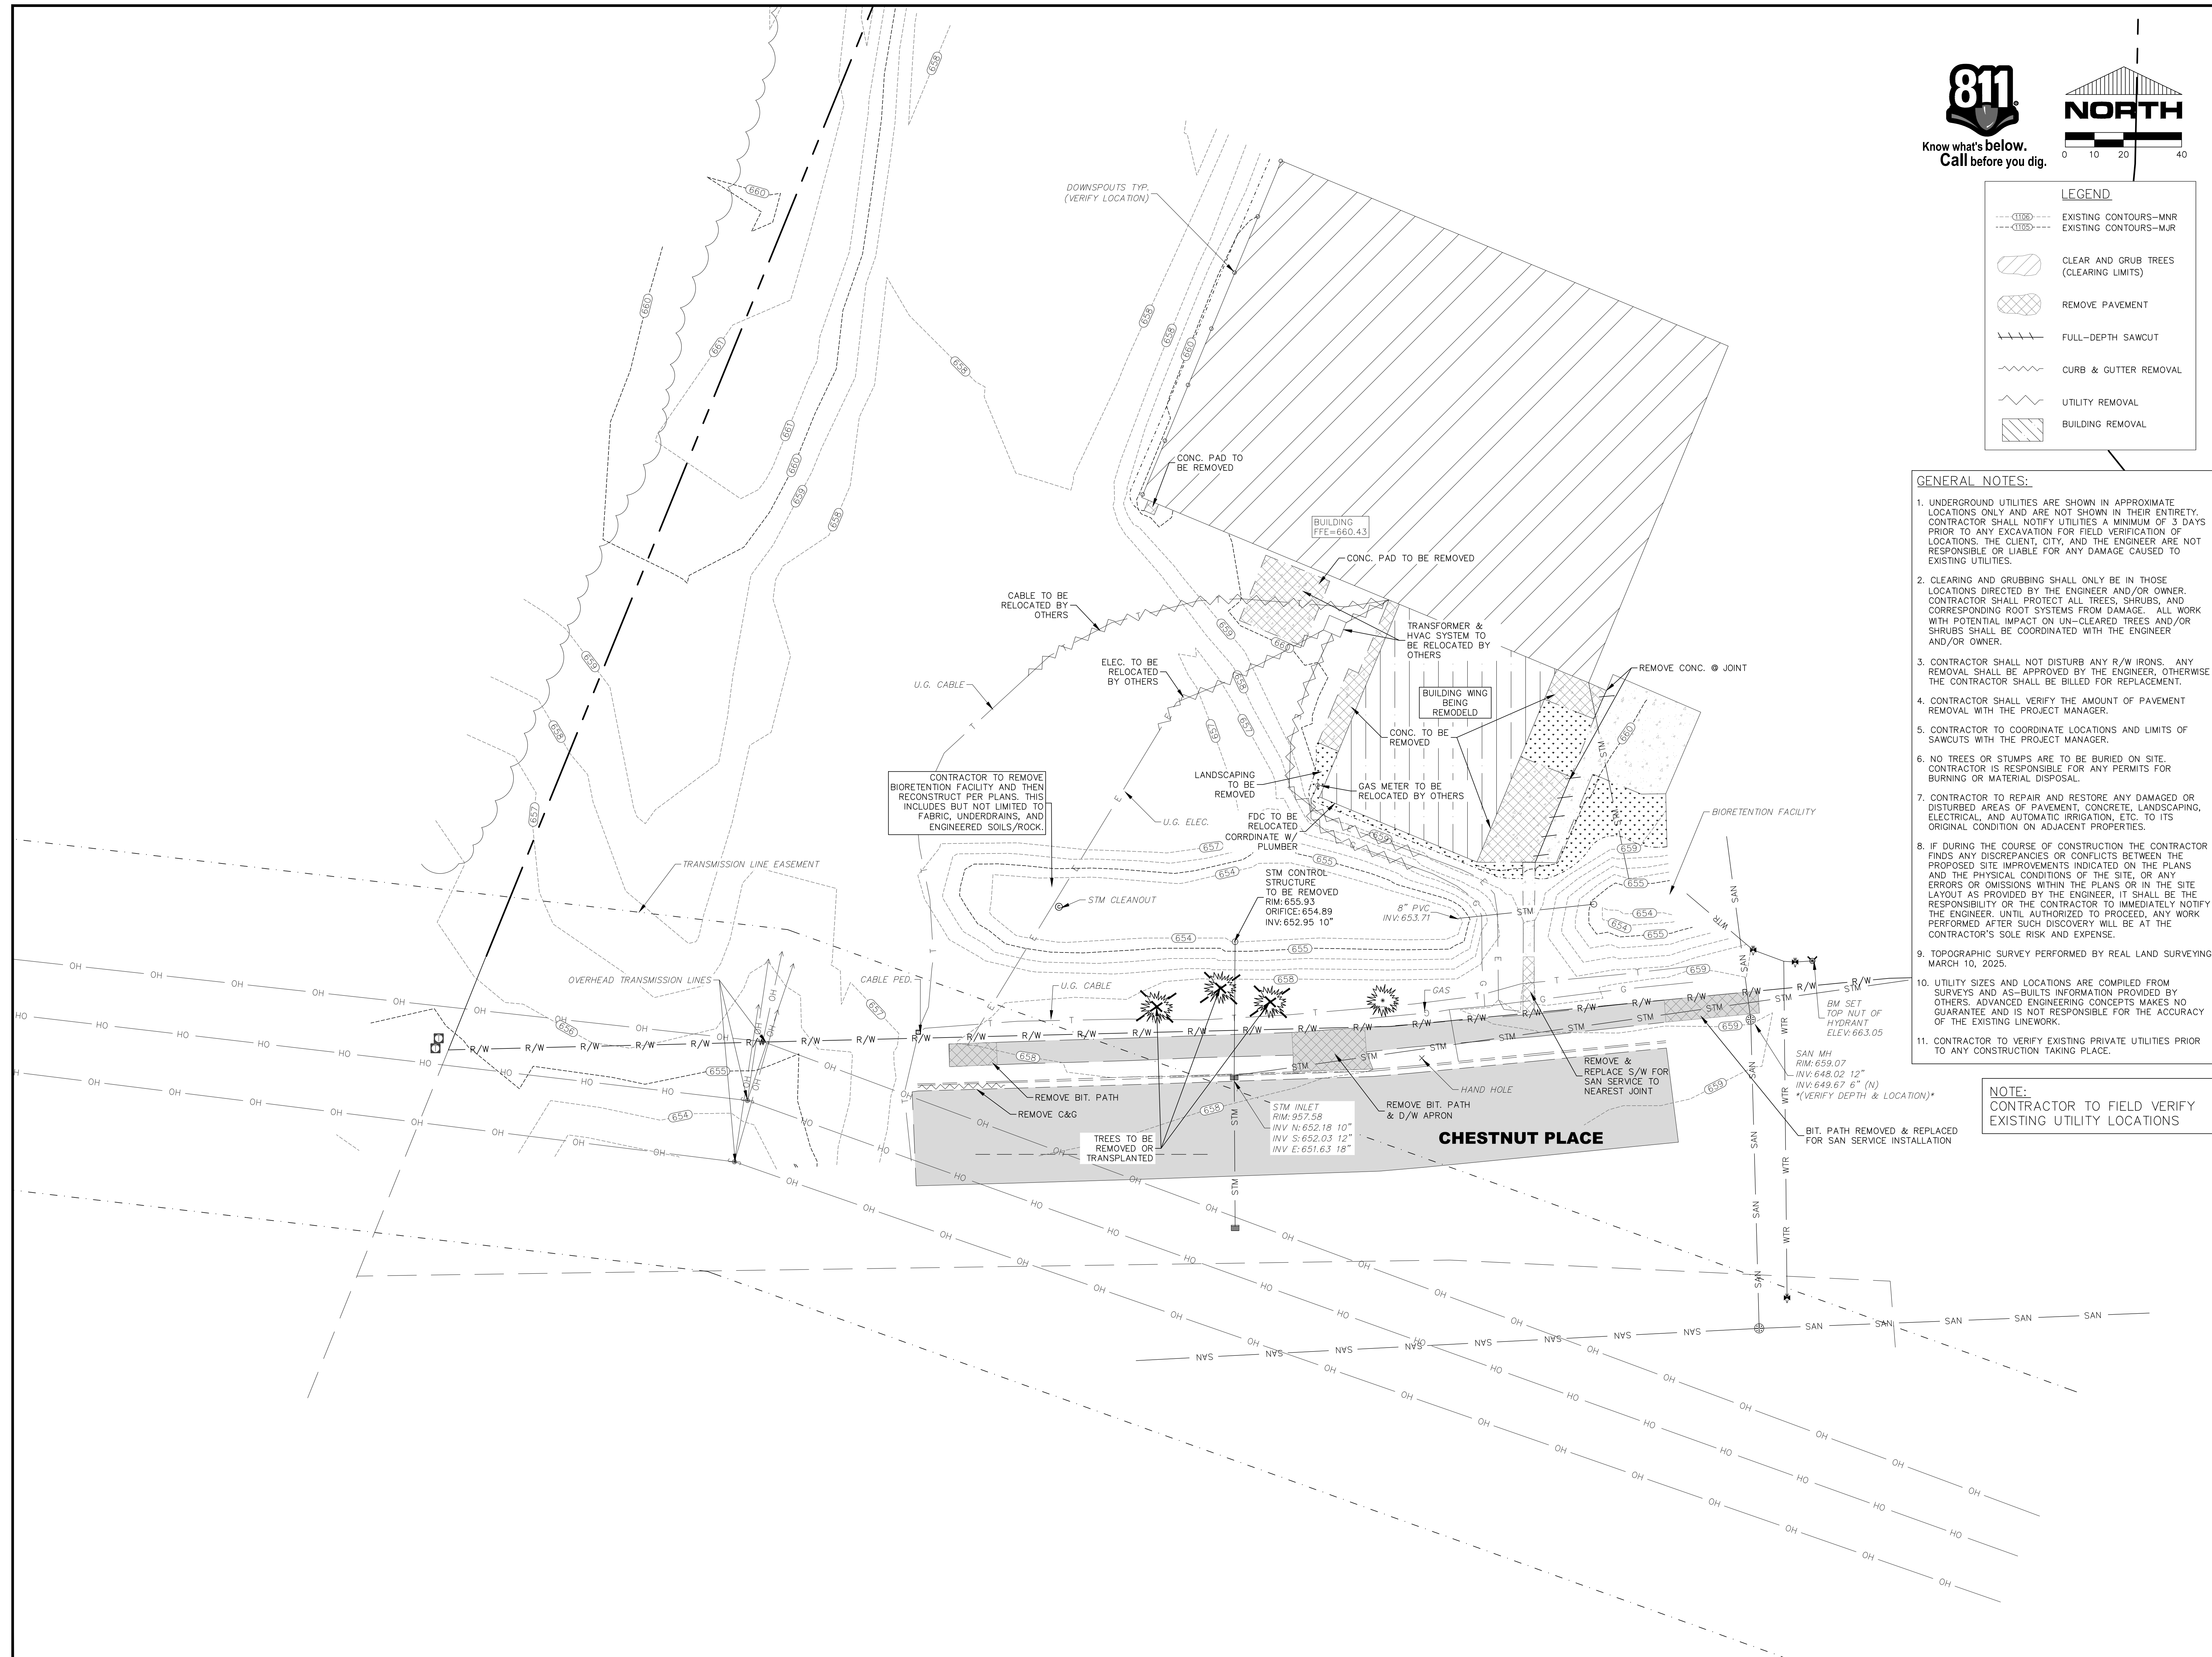 811
Know what's below.
Call before you dig.
NORTH
0 10 20 40
LEGEND
1106 EXISTING CONTOURS-MNR
1105 EXISTING CONTOURS-MJR
CLEAR AND GRUB TREES
(CLEARING LIMITS)
REMOVE PAVEMENT
FULL-DEPTH SAWCUT
CURB & GUTTER REMOVAL
UTILITY REMOVAL
BUILDING REMOVAL
GENERAL NOTES:
1. UNDERGROUND UTILITIES ARE SHOWN IN APPROXIMATE
LOCATIONS ONLY AND ARE NOT SHOWN IN THEIR ENTIRETY.
CONTRACTOR SHALL NOTIFY UTILITIES A MINIMUM OF 3 DAYS
PRIOR TO ANY EXCAVATION FOR FIELD VERIFICATION OF
LOCATIONS. THE CLIENT, CITY, AND THE ENGINEER ARE NOT
RESPONSIBLE OR LIABLE FOR ANY DAMAGE CAUSED TO
EXISTING UTILITIES.
2. CLEARING AND GRUBBING SHALL ONLY BE IN THOSE
LOCATIONS DIRECTED BY THE ENGINEER AND/OR OWNER.
CONTRACTOR SHALL PROTECT ALL TREES, SHRUBS, AND
CORRESPONDING ROOT SYSTEMS FROM DAMAGE. ALL WORK
WITH POTENTIAL IMPACT ON UN-CLEARED TREES AND/OR
SHRUBS SHALL BE COORDINATED WITH THE ENGINEER
AND/OR OWNER.
3. CONTRACTOR SHALL NOT DISTURB ANY R/W IRONS. ANY
REMOVAL SHALL BE APPROVED BY THE ENGINEER, OTHERWISE
THE CONTRACTOR SHALL BE BILLED FOR REPLACEMENT.
4. CONTRACTOR SHALL VERIFY THE AMOUNT OF PAVEMENT
REMOVAL WITH THE PROJECT MANAGER.
5. CONTRACTOR TO COORDINATE LOCATIONS AND LIMITS OF
SAWCUTS WITH THE PROJECT MANAGER.
6. NO TREES OR STUMPS ARE TO BE BURIED ON SITE.
CONTRACTOR IS RESPONSIBLE FOR ANY PERMITS FOR
BURNING OR MATERIAL DISPOSAL.
7. CONTRACTOR TO REPAIR AND RESTORE ANY DAMAGED OR
DISTURBED AREAS OF PAVEMENT, CONCRETE, LANDSCAPING,
ELECTRICAL, AND AUTOMATIC IRRIGATION, ETC. TO ITS
ORIGINAL CONDITION ON ADJACENT PROPERTIES.
8. IF DURING THE COURSE OF CONSTRUCTION THE CONTRACTOR
FINDS ANY DISCREPANCIES OR CONFLICTS BETWEEN THE
PROPOSED SITE IMPROVEMENTS INDICATED ON THE PLANS
AND THE PHYSICAL CONDITIONS OF THE SITE, OR ANY
ERRORS OR OMISSIONS WITHIN THE PLANS OR IN THE SITE
LAYOUT AS PROVIDED BY THE ENGINEER, IT SHALL BE THE
RESPONSIBILITY OR THE CONTRACTOR TO IMMEDIATELY NOTIFY
THE ENGINEER. UNTIL AUTHORIZED TO PROCEED, ANY WORK
PERFORMED AFTER SUCH DISCOVERY WILL BE AT THE
CONTRACTOR'S SOLE RISK AND EXPENSE.
9. TOPOGRAPHIC SURVEY PERFORMED BY REAL LAND SURVEYING
MARCH 10, 2025.
10. UTILITY SIZES AND LOCATIONS ARE COMPILED FROM
SURVEYS AND AS-BUILTS INFORMATION PROVIDED BY
OTHERS. ADVANCED ENGINEERING CONCEPTS MAKES NO
GUARANTEE AND IS NOT RESPONSIBLE FOR THE ACCURACY
OF THE EXISTING LINEWORK.
11. CONTRACTOR TO VERIFY EXISTING PRIVATE UTILITIES PRIOR
TO ANY CONSTRUCTION TAKING PLACE.
NOTE:
CONTRACTOR TO FIELD VERIFY
EXISTING UTILITY LOCATIONS
DOWNSPOUTS TYP.
(VERIFY LOCATION)
CONC. PAD TO
BE REMOVED
BUILDING
FFE=660.43
CONC. PAD TO BE REMOVED
CABLE TO BE
RELOCATED BY
OTHERS
TRANSFORMER &
HVAC SYSTEM TO
BE RELOCATED BY
OTHERS
ELEC. TO BE
RELOCATED
BY OTHERS
REMOVE CONC. @ JOINT
U.G. CABLE
BUILDING WING
BEING
REMODELD
CONC. TO BE
REMOVED
LANDSCAPING
TO BE
REMOVED
GAS METER TO BE
RELOCATED BY OTHERS
CONTRACTOR TO REMOVE
BIORETENTION FACILITY AND THEN
RECONSTRUCT PER PLANS. THIS
INCLUDES BUT NOT LIMITED TO
FABRIC, UNDERDRAINS, AND
ENGINEERED SOILS/ROCK.
U.G. ELEC.
FDC TO BE
RELOCATED
CORRDINATE W/
PLUMBER
BIORETENTION FACILITY
TRANSMISSION LINE EASEMENT
STM CLEANOUT
STM CONTROL
STRUCTURE
TO BE REMOVED
RIM: 655.93
ORIFICE: 654.89
INV: 652.95 10"
8" PVC
INV: 653.71
OVERHEAD TRANSMISSION LINES
CABLE PED.
U.G. CABLE
GAS
BM SET
TOP NUT OF
HYDRANT
ELEV: 663.05
SAN MH
RIM: 659.07
INV: 648.02 12"
INV: 649.67 6" (N)
*(VERIFY DEPTH & LOCATION)*
REMOVE BIT. PATH
REMOVE C&G
HAND HOLE
REMOVE &
REPLACE S/W FOR
SAN SERVICE TO
NEAREST JOINT
REMOVE BIT. PATH
& D/W APRON
STM INLET
RIM: 957.58
INV N: 652.18 10"
INV S: 652.03 12"
INV E: 651.63 18"
TREES TO BE
REMOVED OR
TRANSPLANTED
CHESTNUT PLACE
BIT. PATH REMOVED & REPLACED
FOR SAN SERVICE INSTALLATION